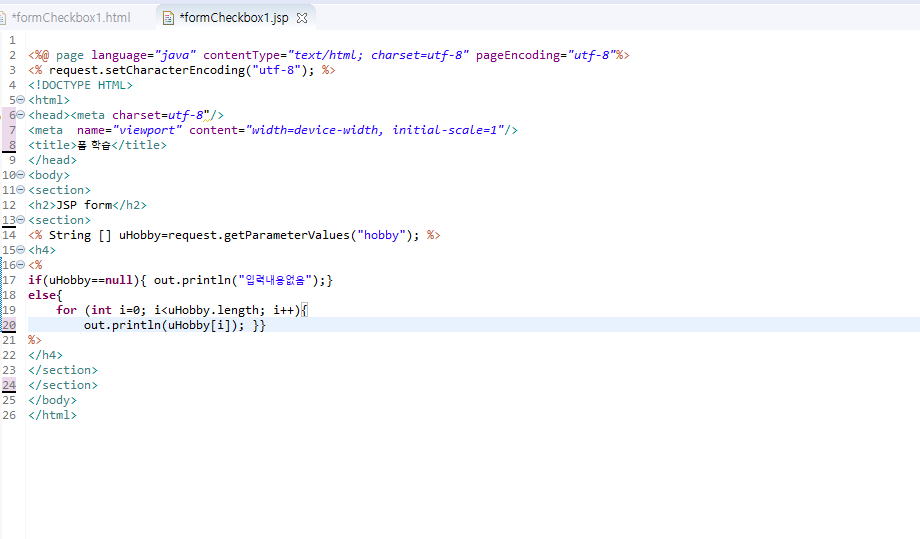 *formCheckbox1.html *formCheckbox1.jsp
1
2 <%@ page language="java" contentType="text/html; charset=utf-8" pageEncoding="utf-8"%>
3 <% request.setCharacterEncoding("utf-8"); %>
4 <!DOCTYPE HTML>
5 <html>
6 <head><meta charset=utf-8"/>
7 <meta  name="viewport" content="width=device-width, initial-scale=1"/>
8 <title>폼 학습</title>
9 </head>
10 <body>
11 <section>
12 <h2>JSP form</h2>
13 <section>
14 <% String [] uHobby=request.getParameterValues("hobby"); %>
15 <h4>
16 <%
17 if(uHobby==null){ out.println("입력내용없음");}
18 else{
19     for (int i=0; i<uHobby.length; i++){
20         out.println(uHobby[i]); }}
21 %>
22 </h4>
23 </section>
24 </section>
25 </body>
26 </html>